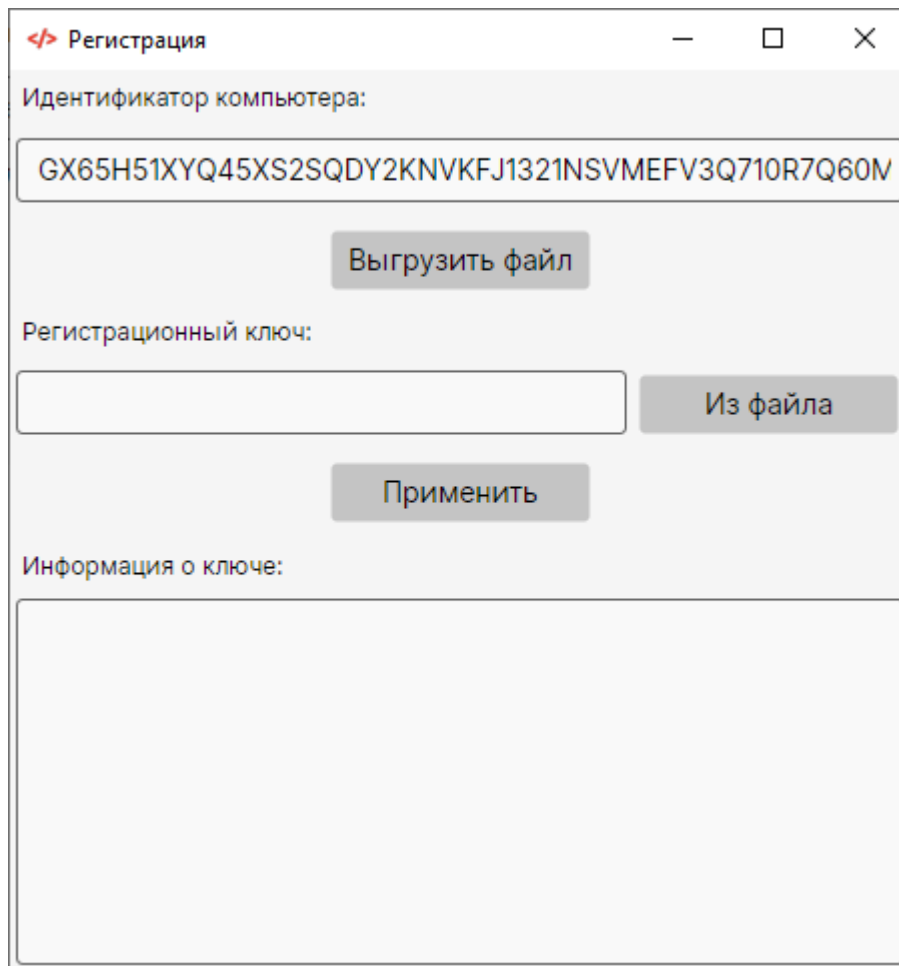 </> Регистрация
Идентификатор компьютера:
GX65H51XYQ45XS2SQDY2KNVKFJ1321NSVMEFV3Q710R7Q60M
Выгрузить файл
Регистрационный ключ:
Из файла
Применить
Информация о ключе: